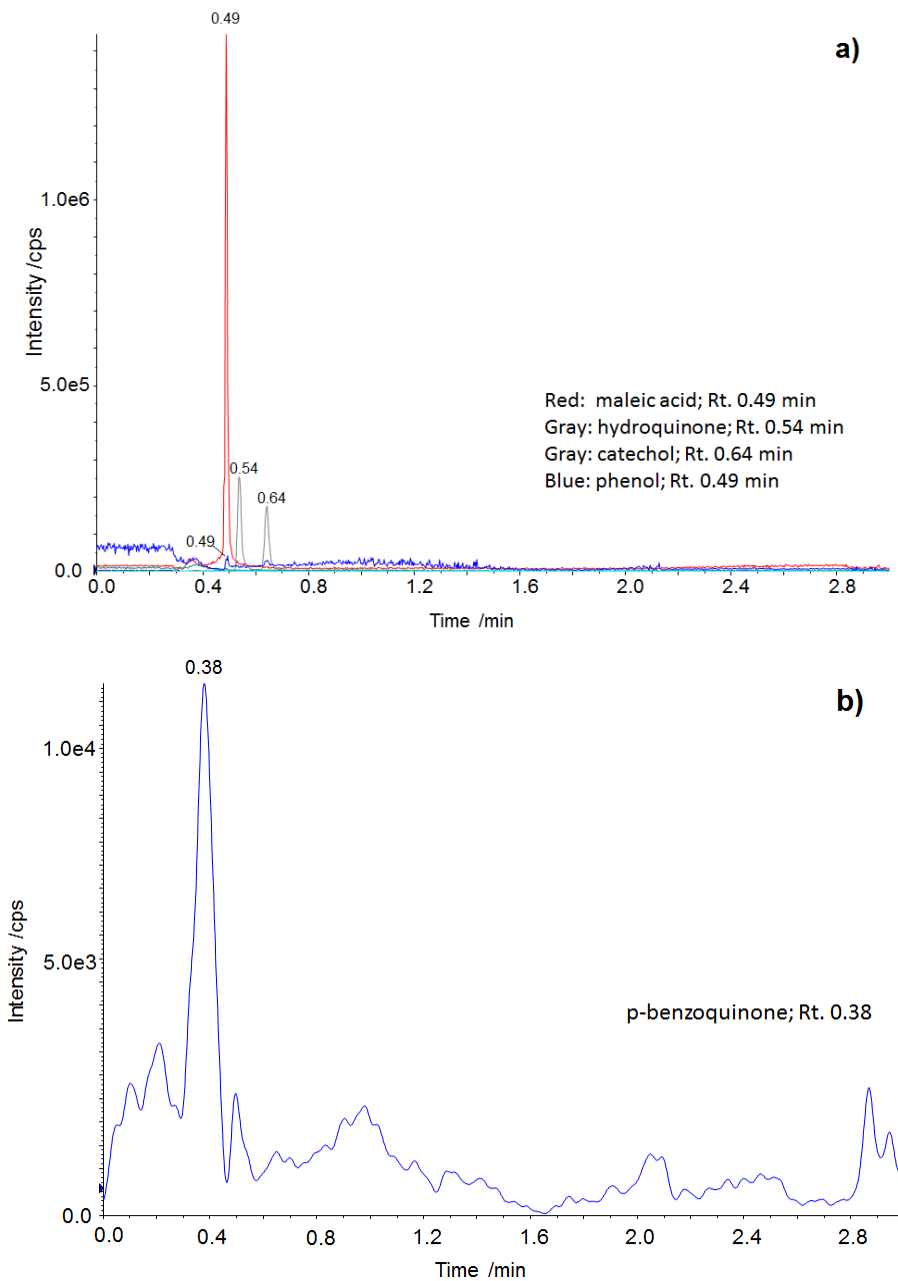 0.49
a)
1.0e6
Intensity /cps
5.0e5
Red:  maleic acid; Rt. 0.49 min
Gray: hydroquinone; Rt. 0.54 min
Gray: catechol; Rt. 0.64 min
Blue: phenol; Rt. 0.49 min
0.54
0.64
0.49
0.0
0.0 0.4 0.8 1.2 1.6 2.0 2.4 2.8
Time /min
0.38
b)
1.0e4
Intensity /cps
5.0e3
p-benzoquinone; Rt. 0.38
0.0
0.0 0.4 0.8 1.2 1.6 2.0 2.4 2.8
Time /min